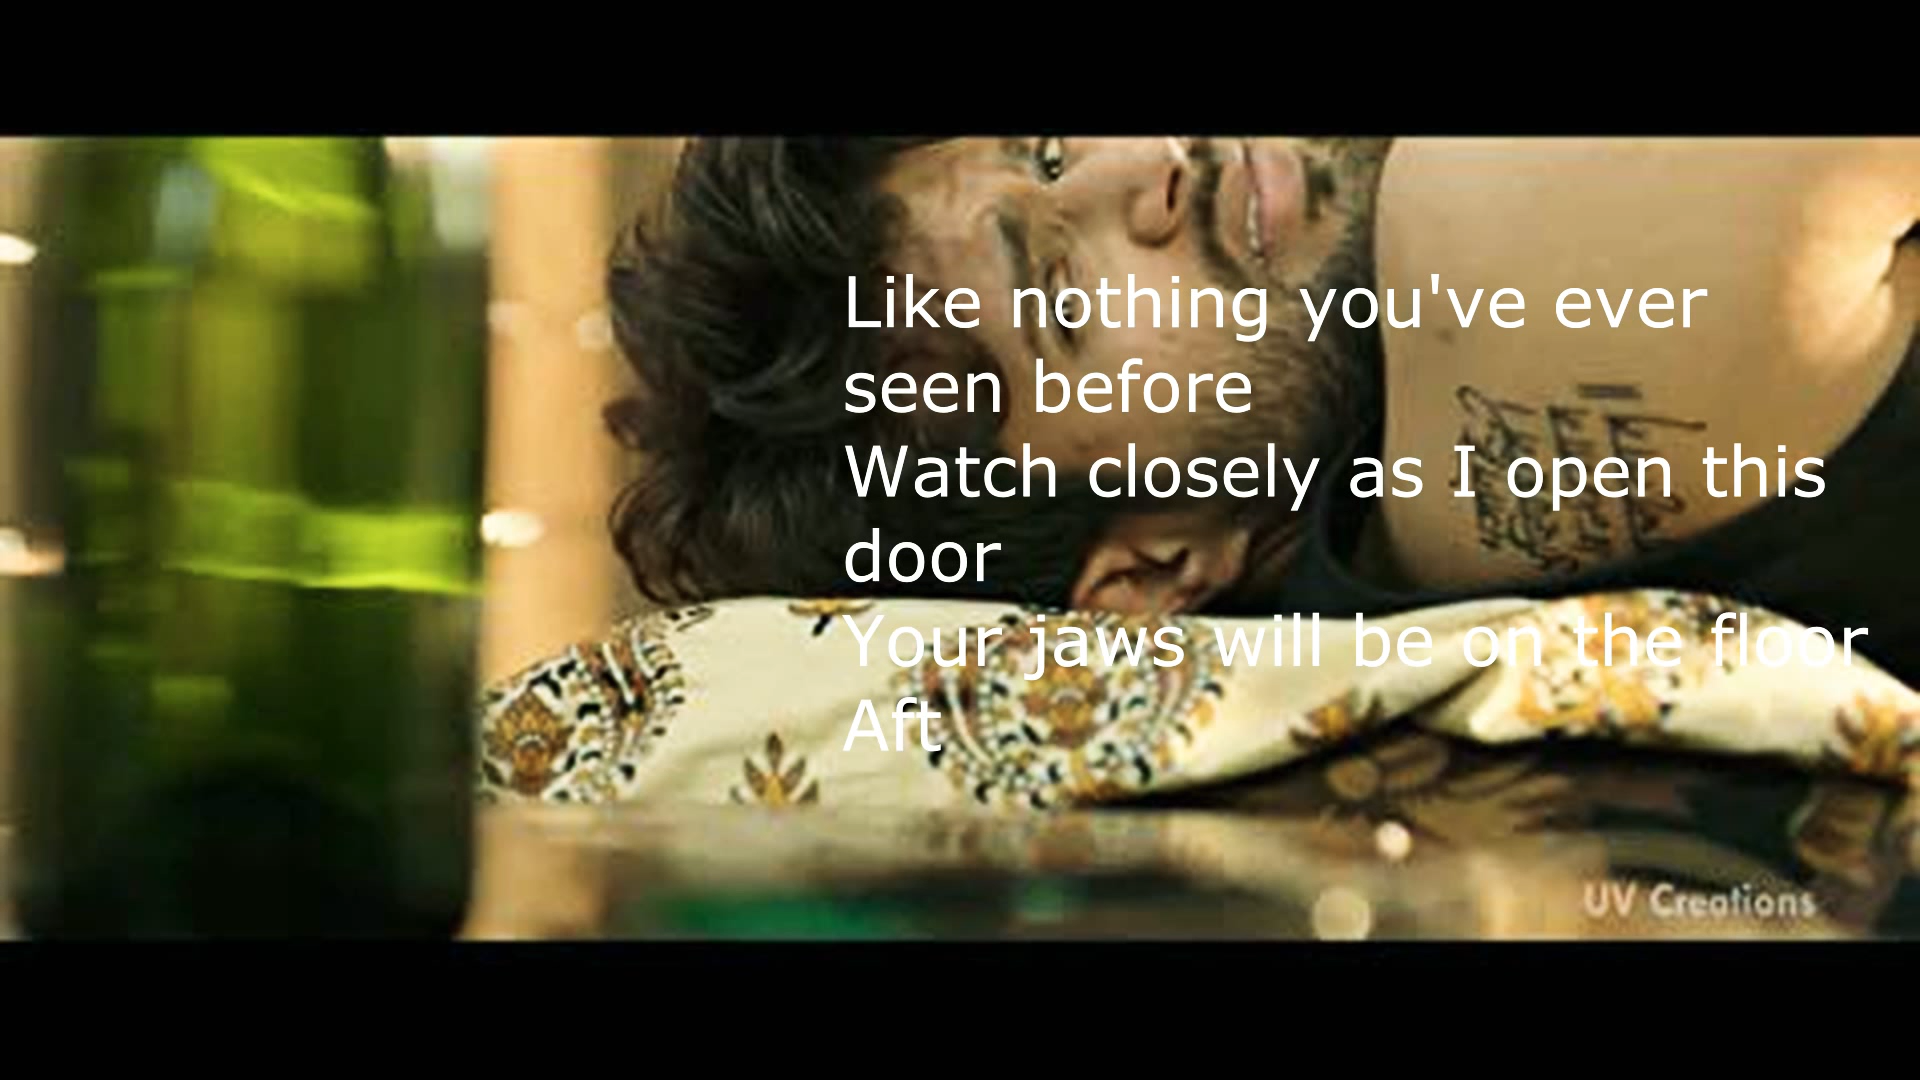 Like nothing you've ever
seen before
Watch closely as I open this
door
Your jaws will be on the floor
Aft
UV Creations